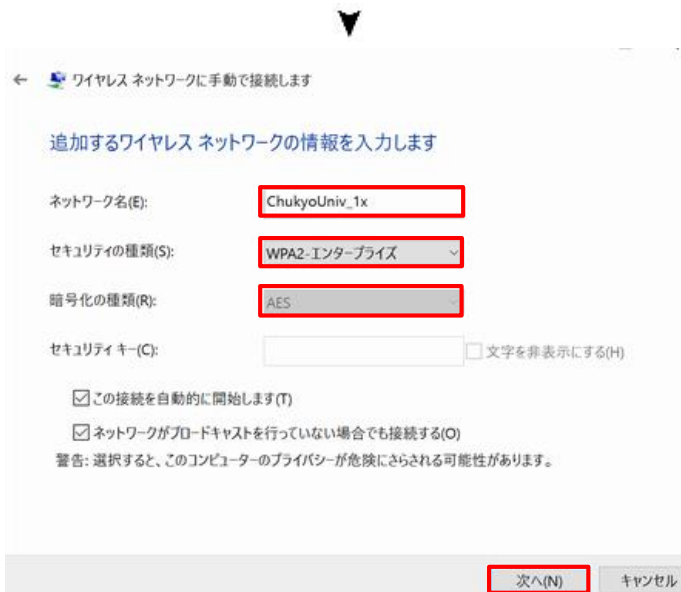 ワイヤレス ネットワークに手動で接続します
追加するワイヤレス ネットワークの情報を入力します
ネットワーク名(E): ChukyoUniv_1x
セキュリティの種類(S): WPA2-エンタープライズ
暗号化の種類(R): AES
セキュリティ キー(C): 文字を非表示にする(H)
この接続を自動的に開始します(T)
ネットワークがブロードキャストを行っていない場合でも接続する(O)
警告: 選択すると、このコンピューターのプライバシーが危険にさらされる可能性があります。
次へ(N) キャンセル